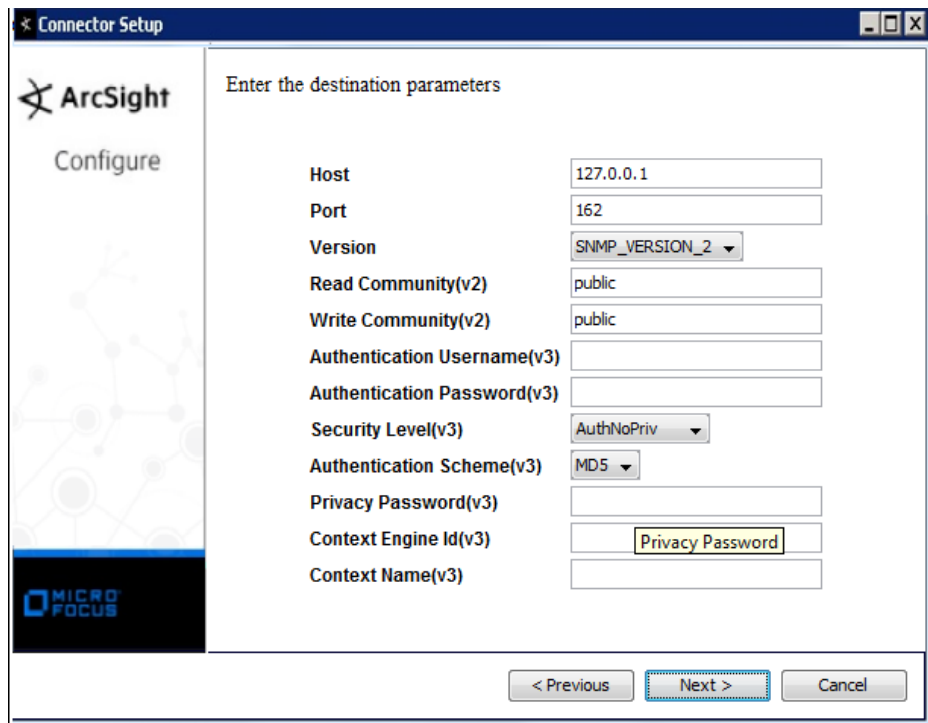 Connector Setup
ArcSight
Configure
Enter the destination parameters
Host 127.0.0.1
Port 162
Version SNMP_VERSION_2
Read Community(v2) public
Write Community(v2) public
Authentication Username(v3)
Authentication Password(v3)
Security Level(v3) AuthNoPriv
Authentication Scheme(v3) MD5
Privacy Password(v3)
Context Engine Id(v3) Privacy Password
Context Name(v3)
MICRO
FOCUS
< Previous Next > Cancel